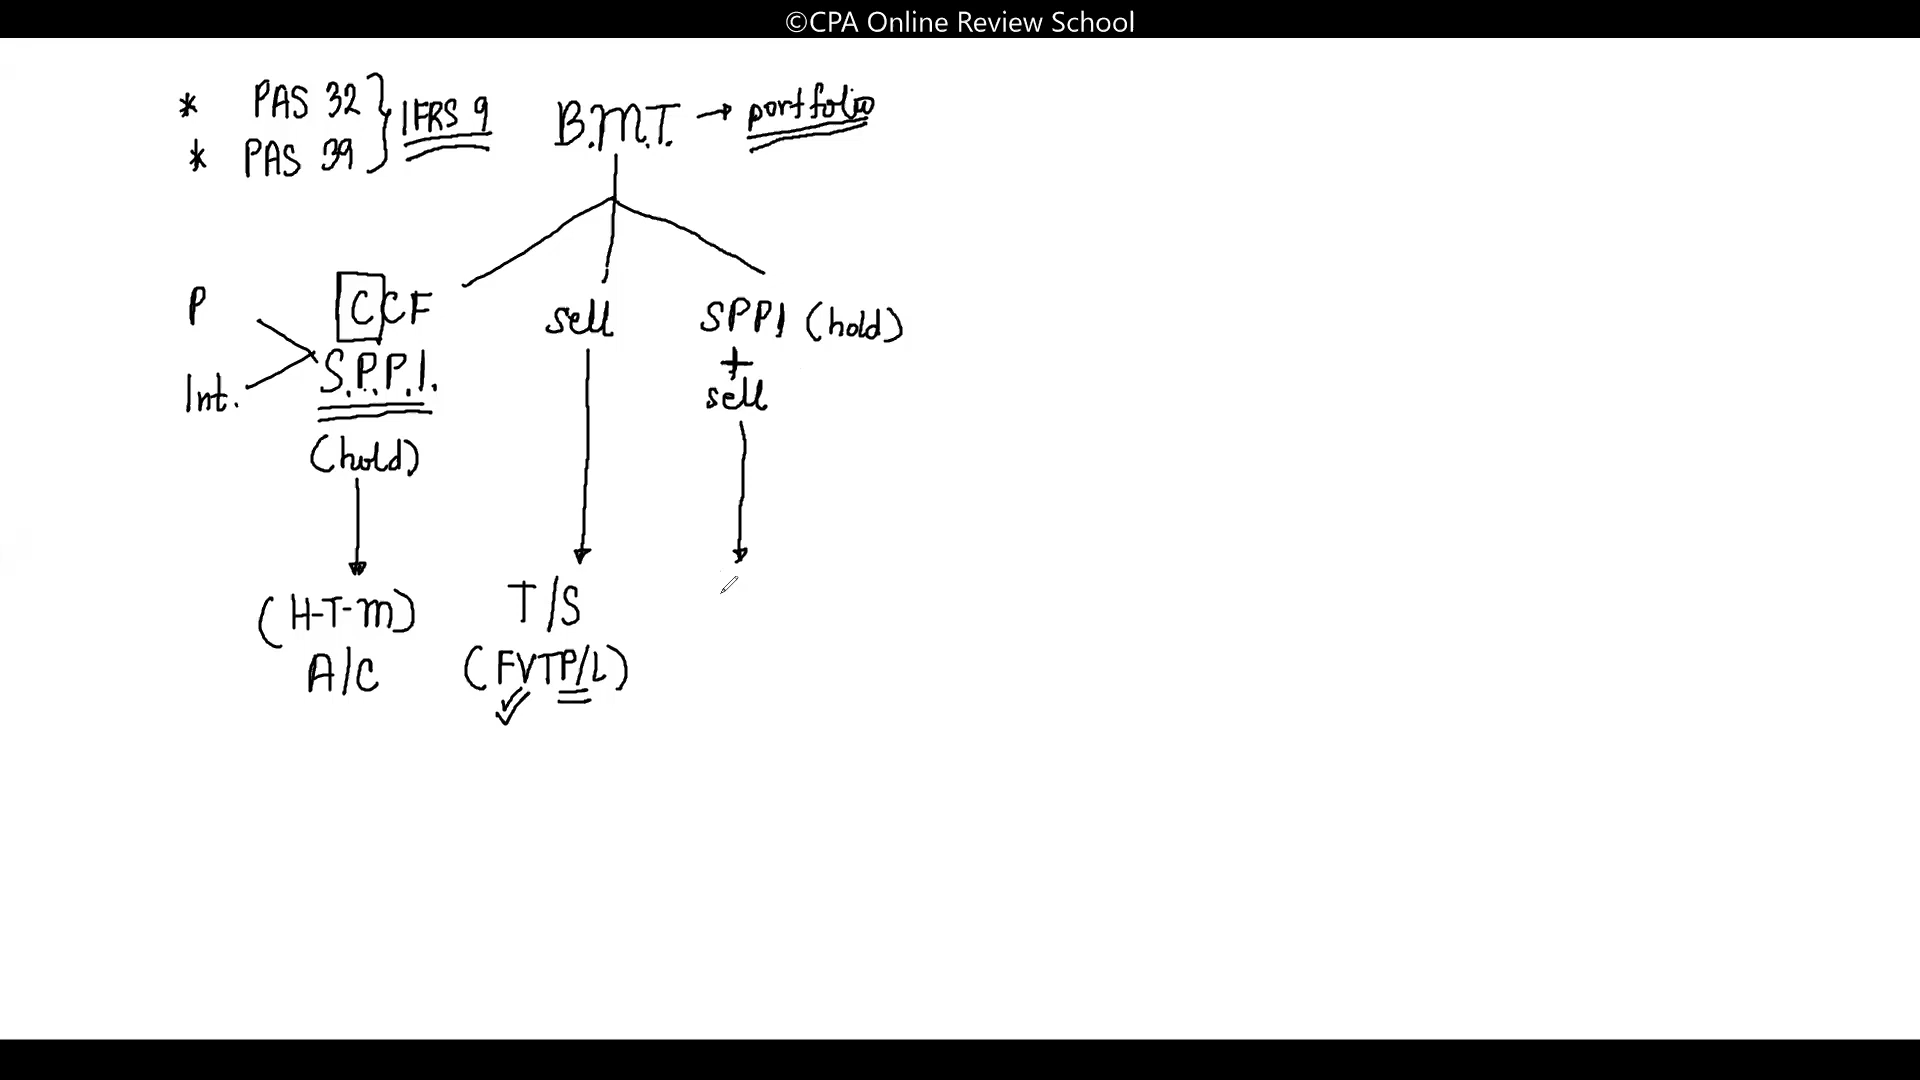 ©CPA Online Review School
* PAS 32
* PAS 39
IFRS 9
B.M.T. → portfolio
P
Int.
CCF
S.P.P.I.
(hold)
sell
SPPI (hold)
+
sell
(H-T-M)
A/C
T/S
(FVTP/L)